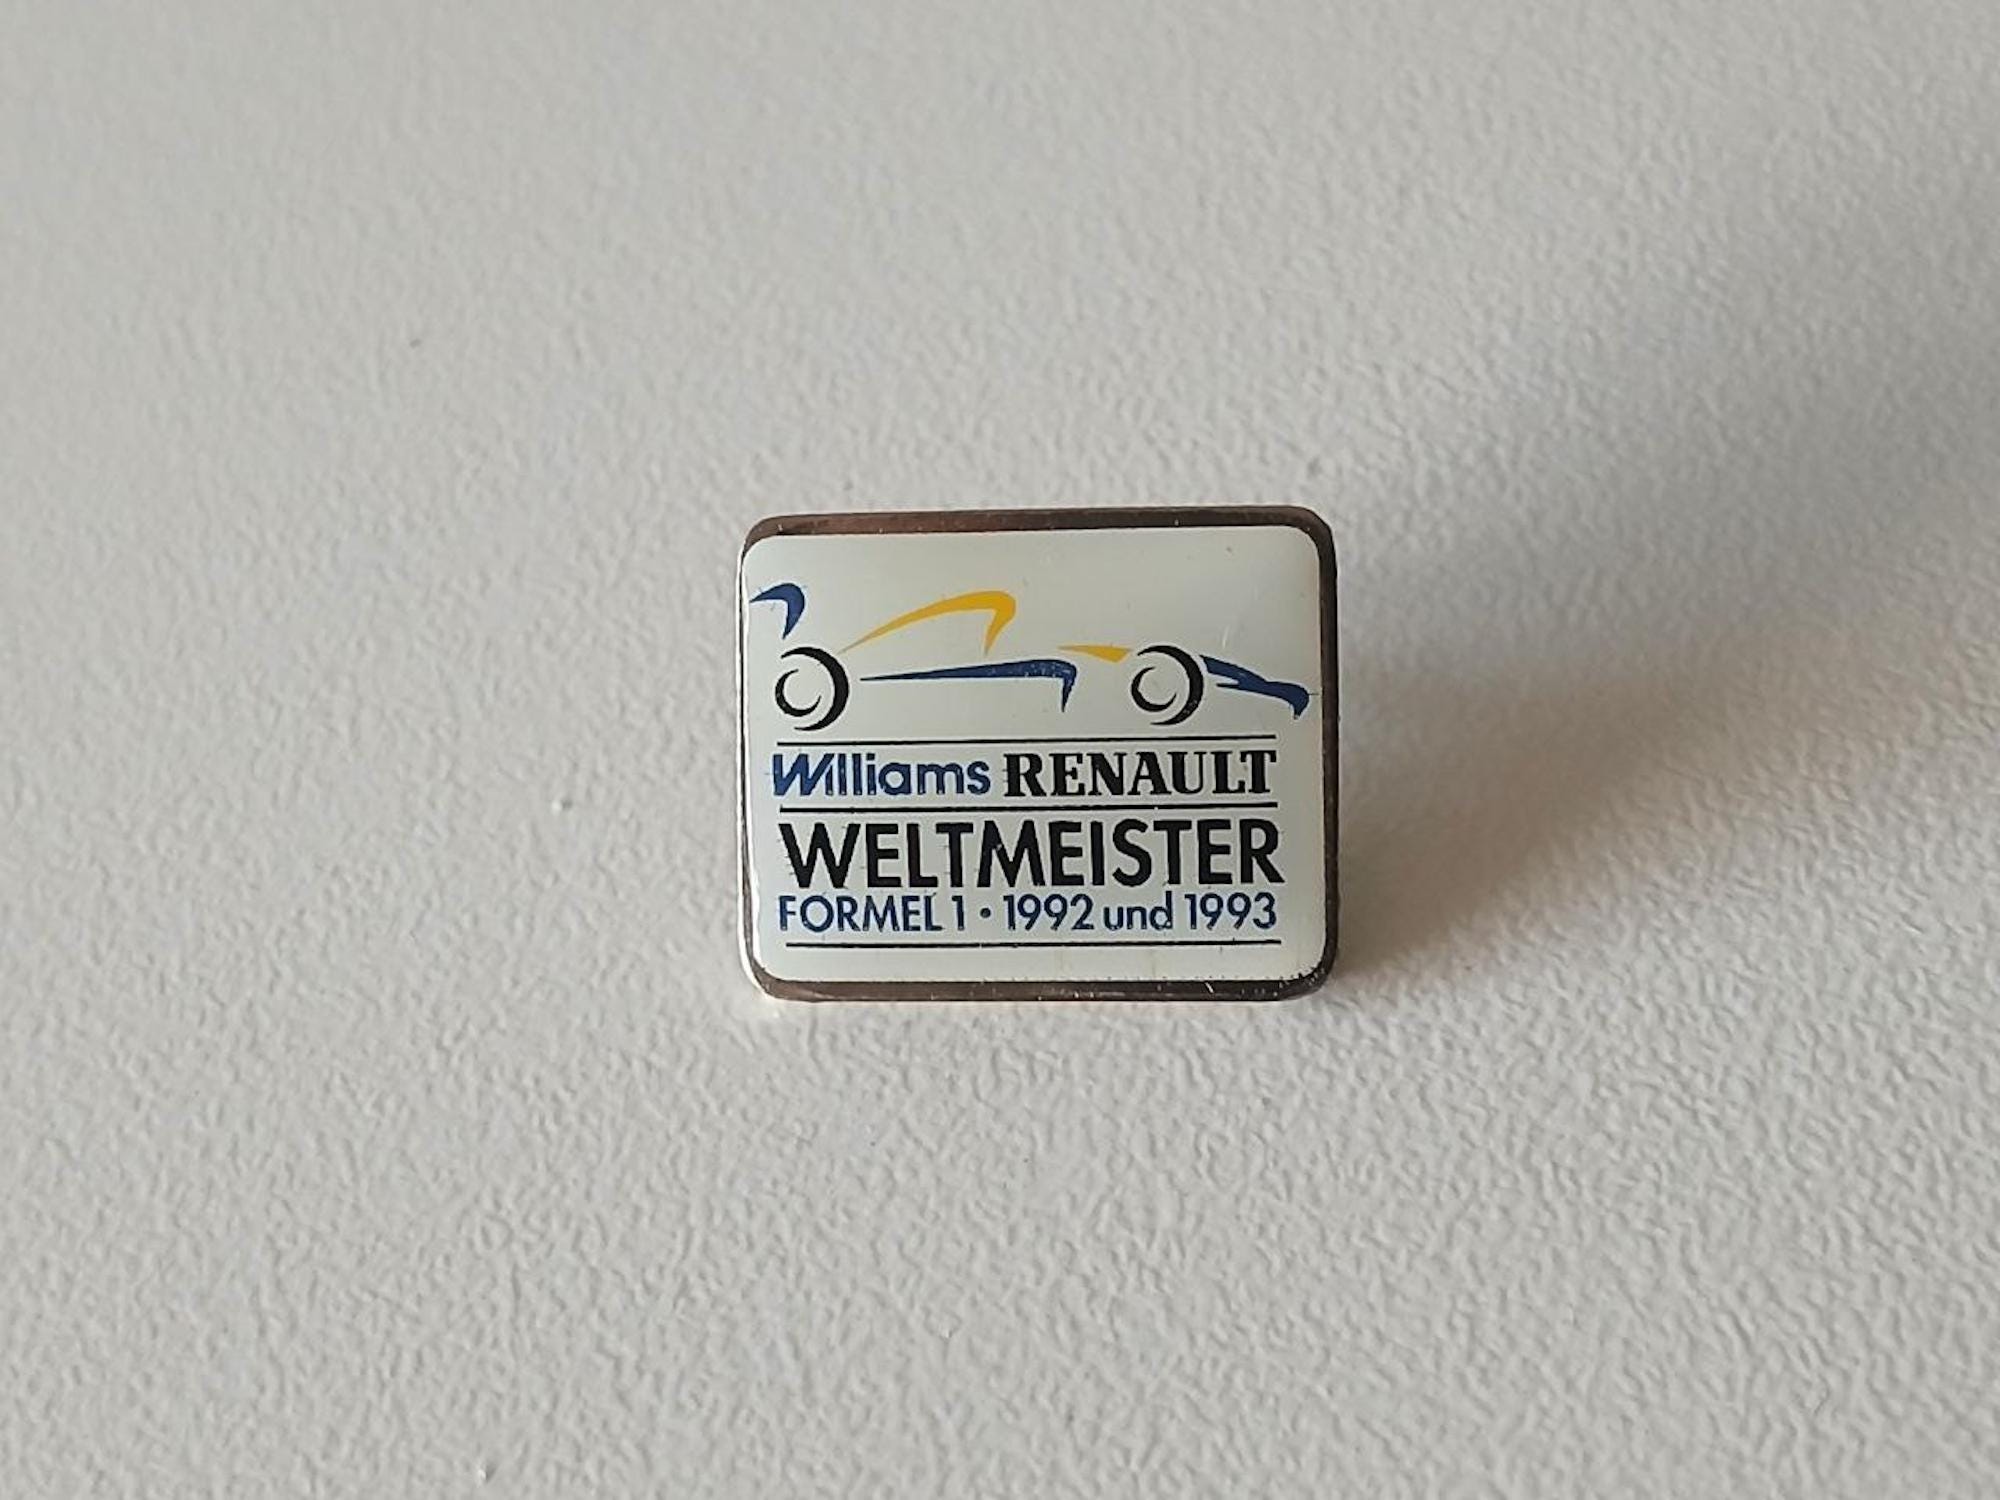 Williams RENAULT
WELTMEISTER
FORMEL 1 • 1992 und 1993